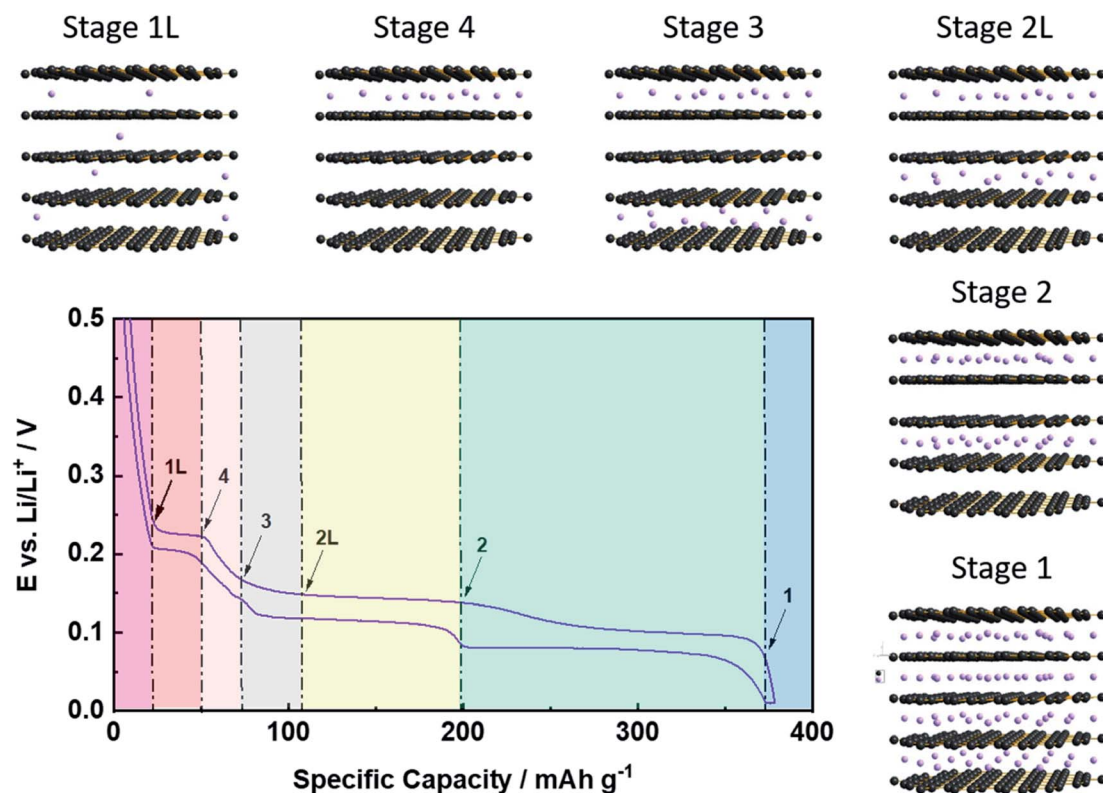 Stage 1L
Stage 4
Stage 3
Stage 2L
Stage 2
Stage 1
0.5
0.4
0.3
0.2
0.1
0.0
E vs. Li/Li⁺ / V
1L
4
3
2L
2
1
0
100
200
300
400
Specific Capacity / mAh g⁻¹